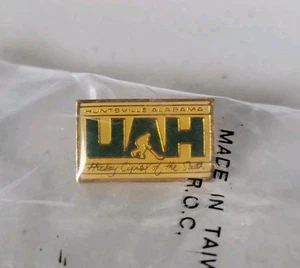 HUNTSVILLE ALABAMA
UAH
Hockey Capital of the South
MADE IN TAIW
R.O.C.